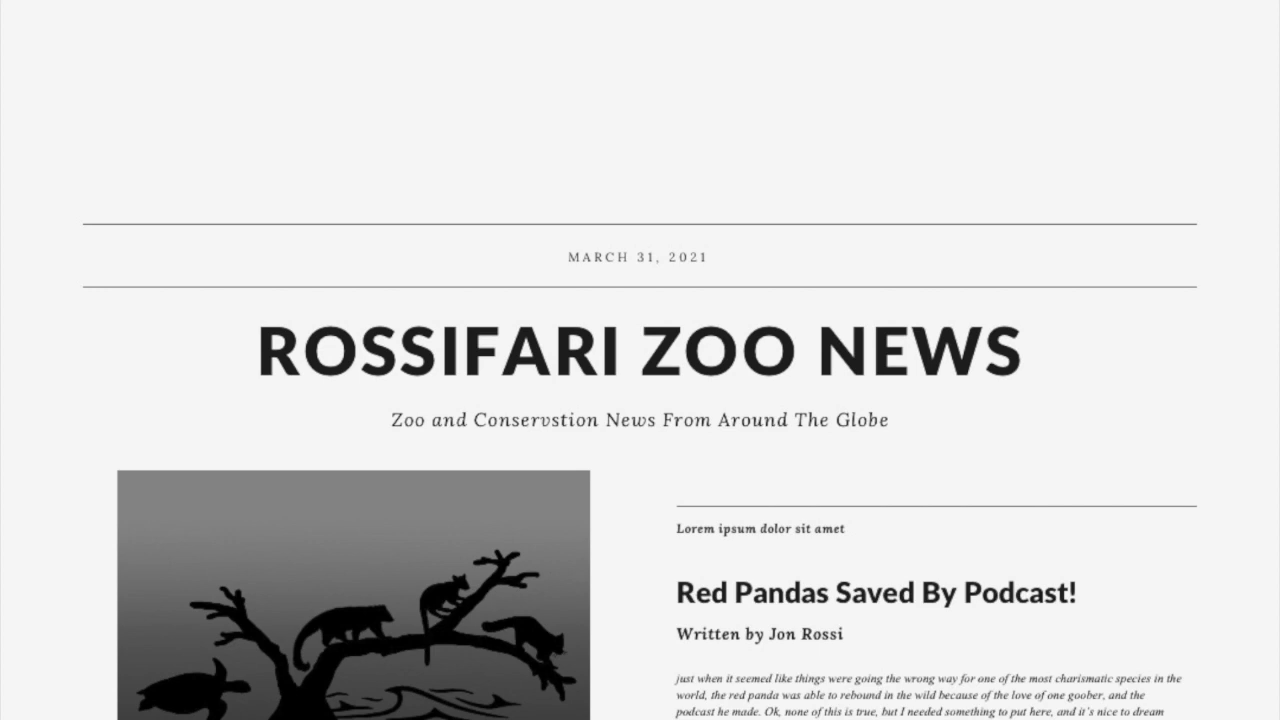 MARCH 31, 2021
ROSSIFARI ZOO NEWS
Zoo and Conservstion News From Around The Globe
Lorem ipsum dolor sit amet
Red Pandas Saved By Podcast!
Written by Jon Rossi
just when it seemed like things were going the wrong way for one of the most charismatic species in the
world, the red panda was able to rebound in the wild because of the love of one goober, and the
podcast he made. Ok, none of this is true, but I needed something to put here, and it's nice to dream